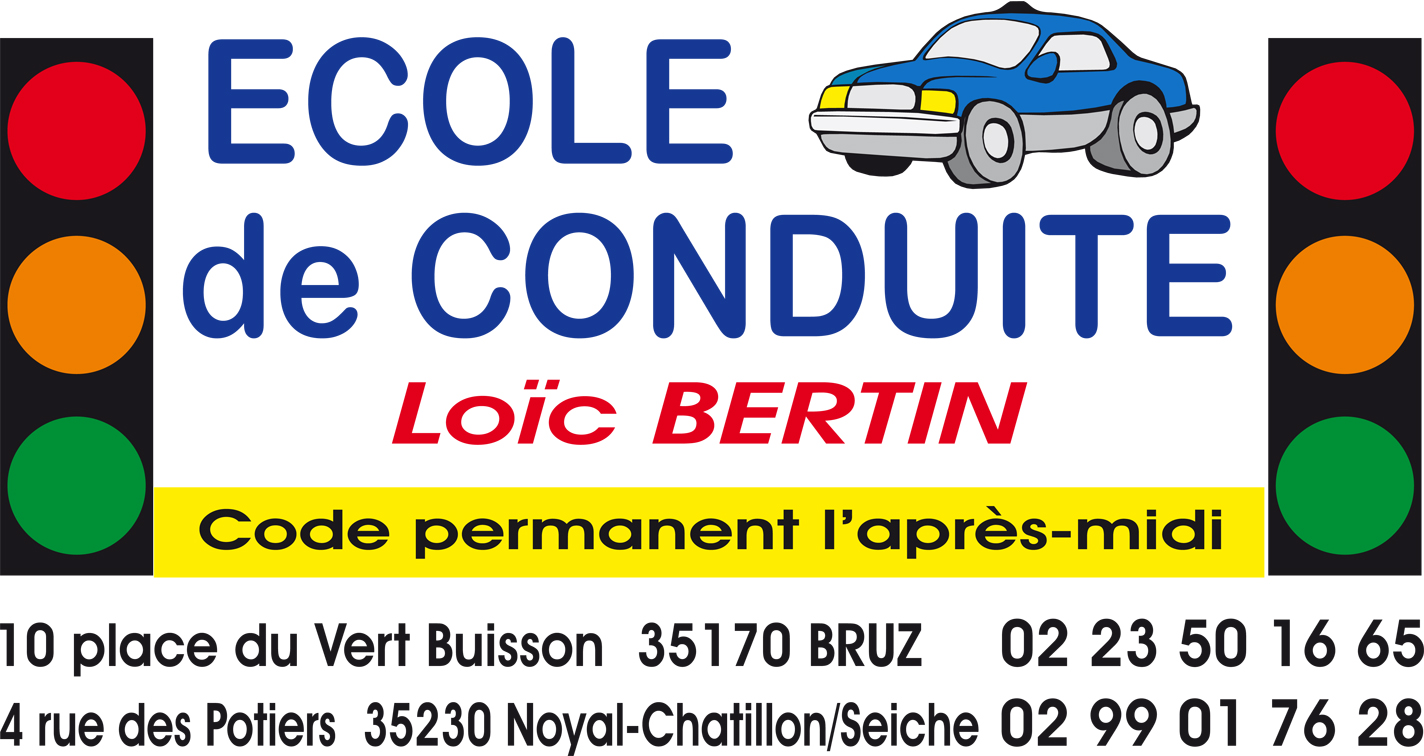 ECOLE
de CONDUITE
Loïc BERTIN
Code permanent l’après-midi
10 place du Vert Buisson 35170 BRUZ 02 23 50 16 65
4 rue des Potiers 35230 Noyal-Chatillon/Seiche 02 99 01 76 28